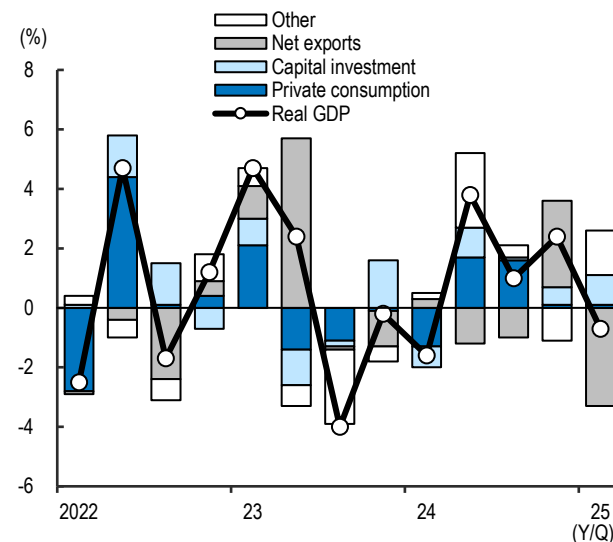 (%)
Other
Net exports
Capital investment
Private consumption
Real GDP
8
6
4
2
0
-2
-4
-6
2022 23 24 25
(Y/Q)